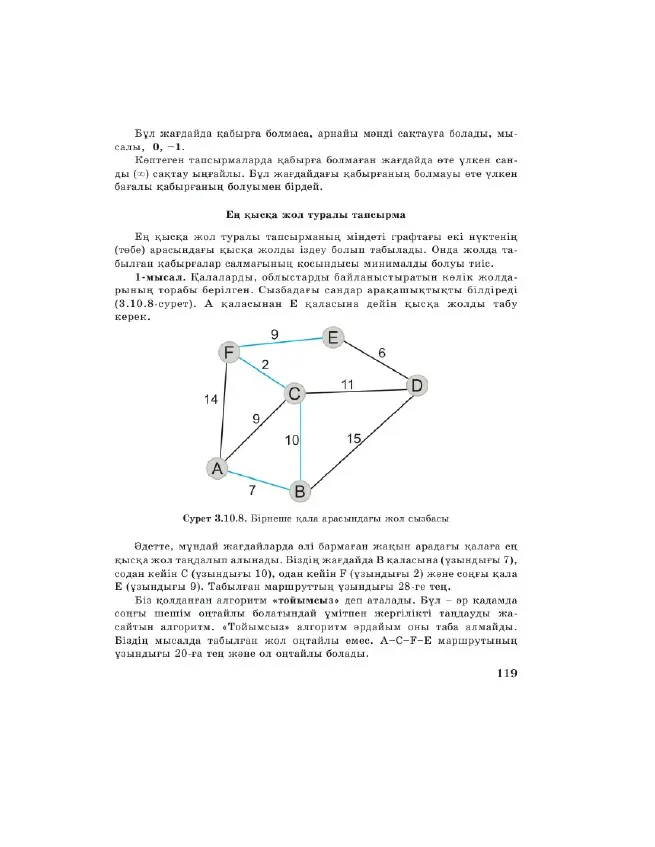 Бұл жағдайда қабырға болмаса, арнайы мәнді сақтауға болады, мы-
салы, 0, −1.
Көптеген тапсырмаларда қабырға болмаған жағдайда өте үлкен сан-
ды (∞) сақтау ыңғайлы. Бұл жағдайдағы қабырғаның болмауы өте үлкен
бағалы қабырғаның болуымен бірдей.
Ең қысқа жол туралы тапсырма
Ең қысқа жол туралы тапсырманың міндеті графтағы екі нүктенің
(төбе) арасындағы қысқа жолды іздеу болып табылады. Онда жолда та-
былған қабырғалар салмағының қосындысы минималды болуы тиіс.
1-мысал. Қалаларды, облыстарды байланыстыратын көлік жолда-
рының торабы берілген. Сызбадағы сандар арақашықтықты білдіреді
(3.10.8-сурет). А қаласынан Е қаласына дейін қысқа жолды табу
керек.
9
E
F
6
2
D
11
C
14
9
10
15
A
7
B
Сурет 3.10.8. Бірнеше қала арасындағы жол сызбасы
Әдетте, мұндай жағдайларда әлі бармаған жақын арадағы қалаға ең
қысқа жол таңдалып алынады. Біздің жағдайда В қаласына (ұзындығы 7),
содан кейін С (ұзындығы 10), одан кейін F (ұзындығы 2) және соңғы қала
Е (ұзындығы 9). Табылған маршруттың ұзындығы 28-ге тең.
Біз қолданған алгоритм «тойымсыз» деп аталады. Бұл – әр қадамда
соңғы шешім оңтайлы болатындай үмітпен жергілікті таңдауды жа-
сайтын алгоритм. «Тойымсыз» алгоритм әрдайым оны таба алмайды.
Біздің мысалда табылған жол оңтайлы емес. A–C–F–E маршрутының
ұзындығы 20-ға тең және ол оңтайлы болады.
119